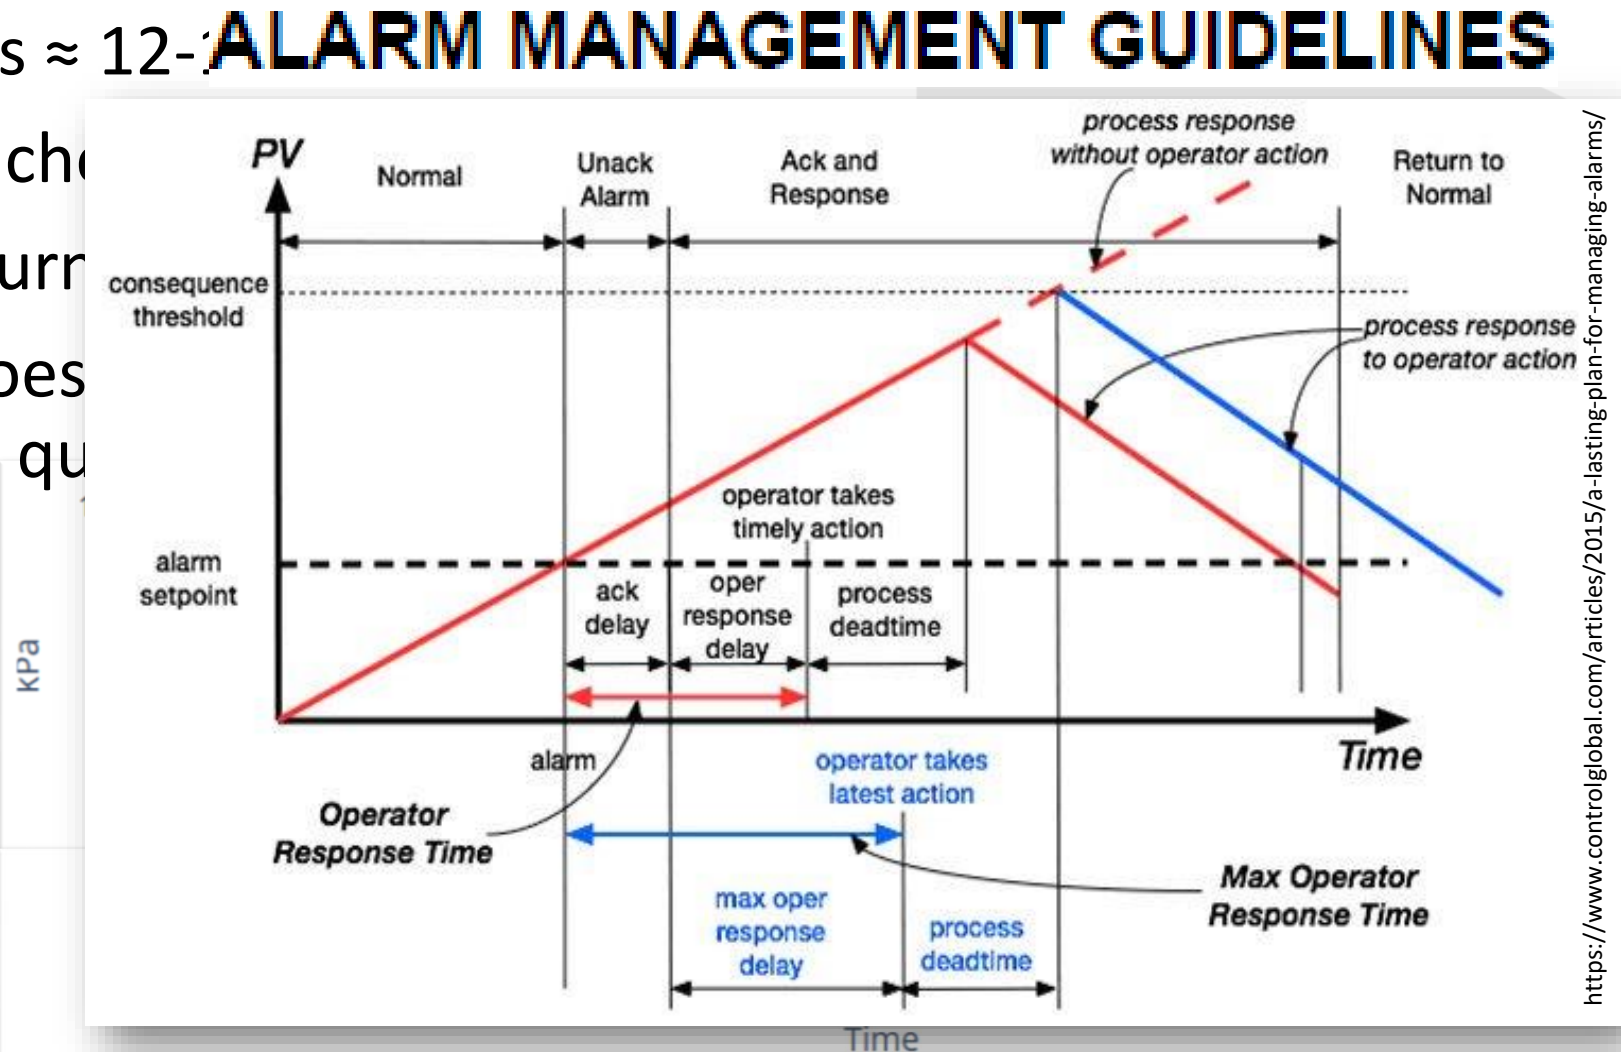 s ≈ 12-
ALARM MANAGEMENT GUIDELINES
PV
Normal
Unack
Alarm
Ack and
Response
process response
without operator action
Return to
Normal
consequence
threshold
process response
to operator action
operator takes
timely action
alarm
setpoint
ack
delay
oper
response
delay
process
deadtime
alarm
Time
Operator
Response Time
operator takes
latest action
Max Operator
Response Time
max oper
response
delay
process
deadtime
https://www.controlglobal.com/articles/2015/a-lasting-plan-for-managing-alarms/
kPa
Time